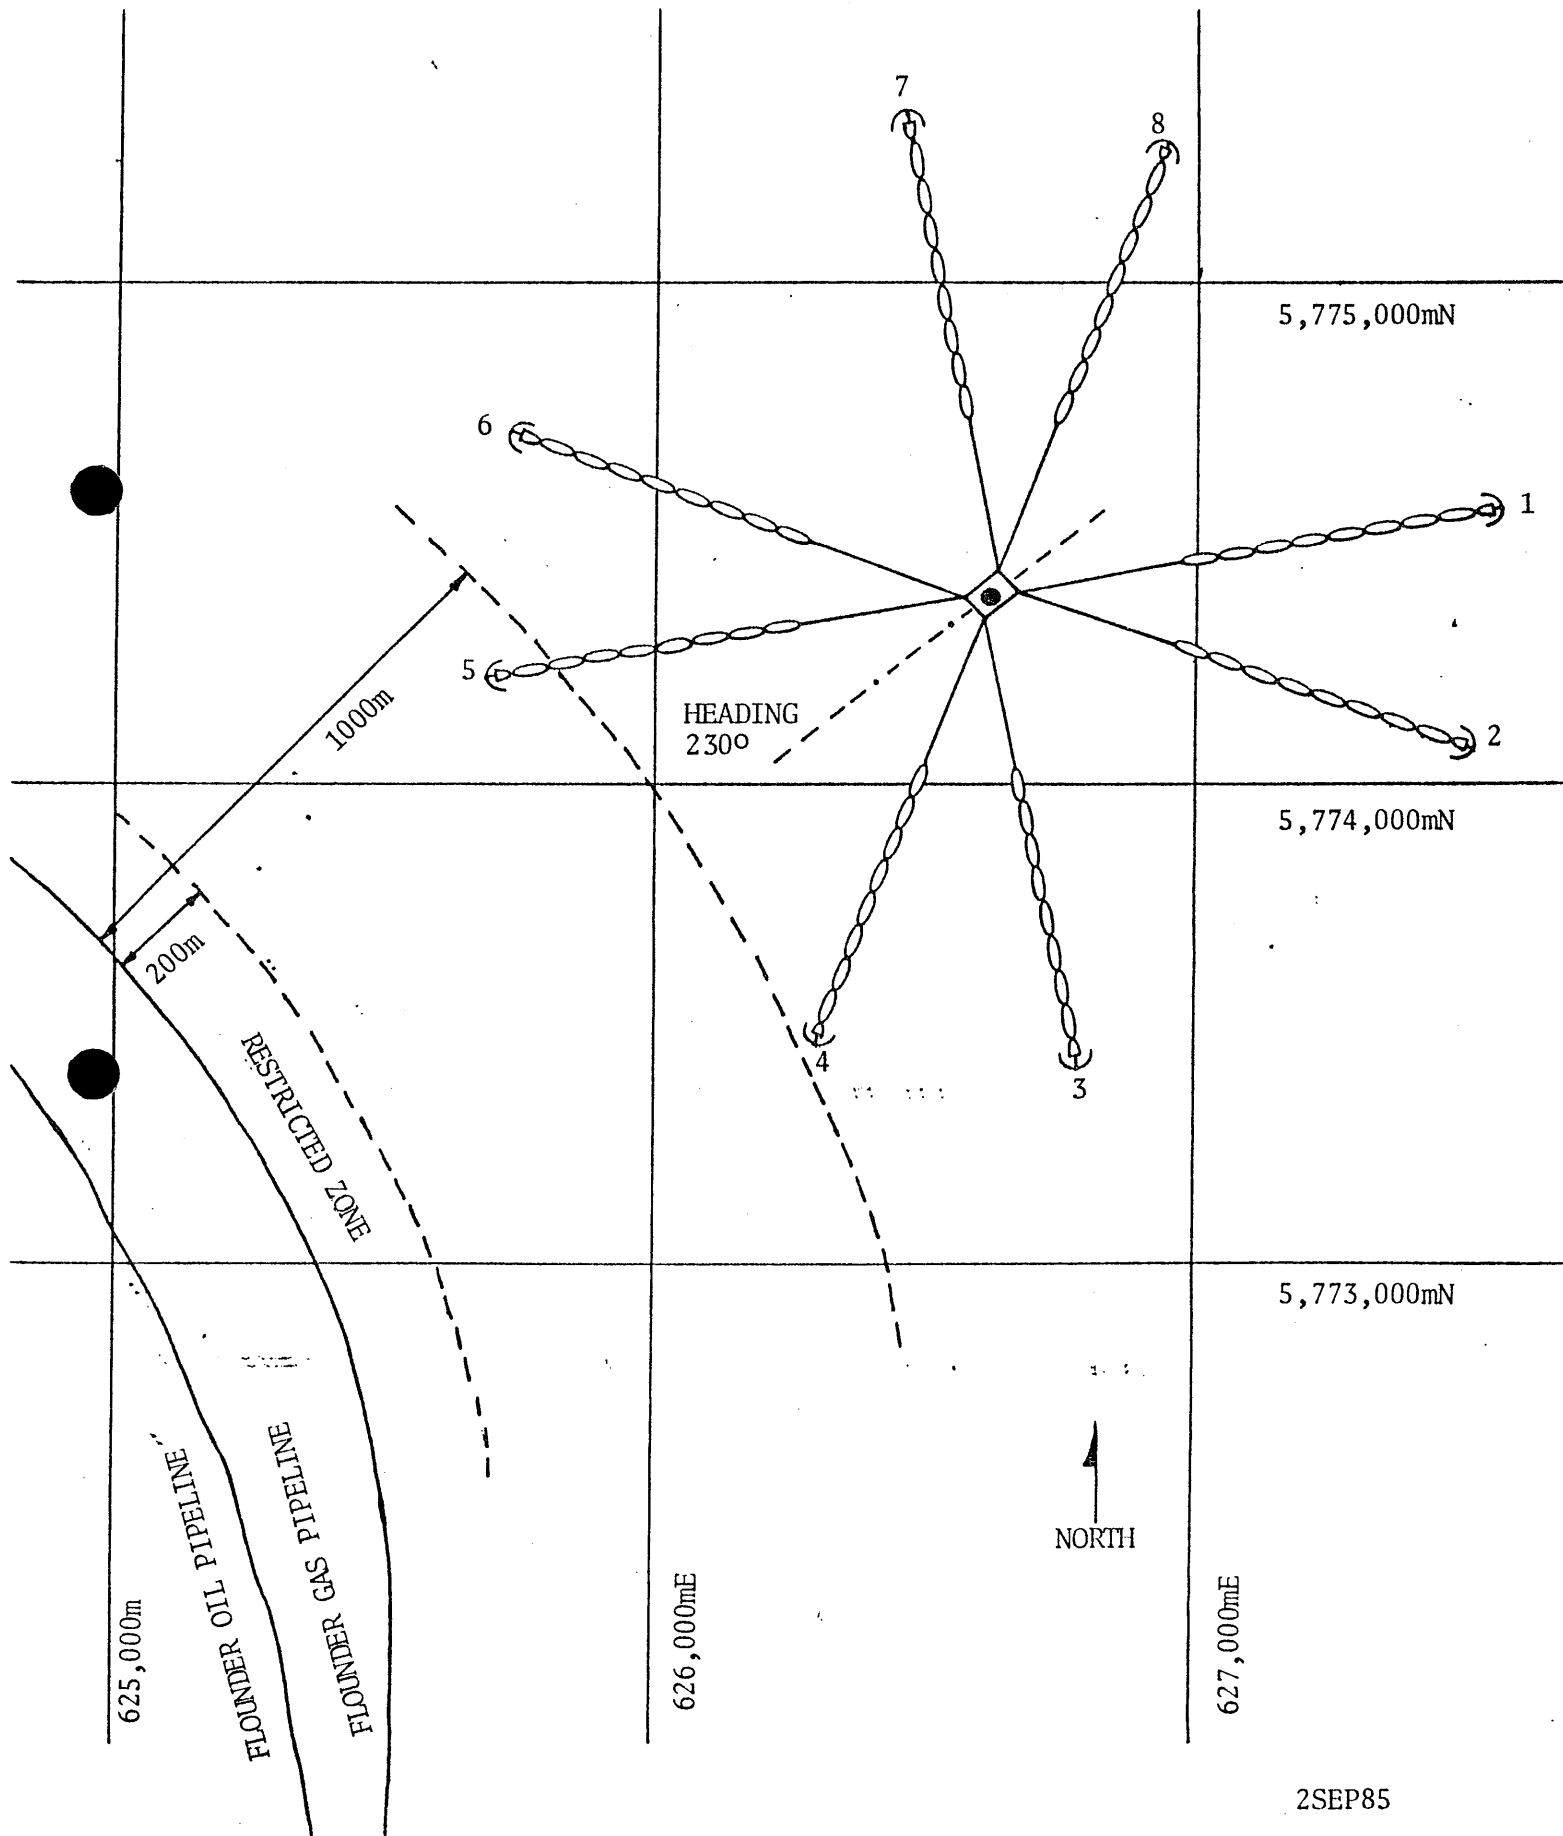 7
8
5,775,000mN
6
1
5
1000m
HEADING
230º
2
5,774,000mN
200m
RESTRICTED ZONE
4
3
5,773,000mN
FLOUNDER OIL PIPELINE
FLOUNDER GAS PIPELINE
NORTH
625,000m
626,000mE
627,000mE
2SEP85